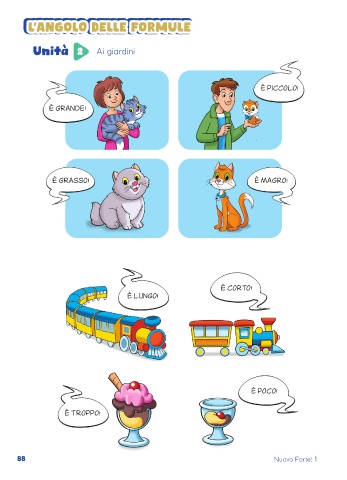 L'ANGOLO DELLE FORMULE
Unità 2 Ai giardini
È GRANDE!
È PICCOLO!
È GRASSO!
È MAGRO!
È LUNGO!
È CORTO!
È TROPPO!
È POCO!
88
Nuovo Forte! 1